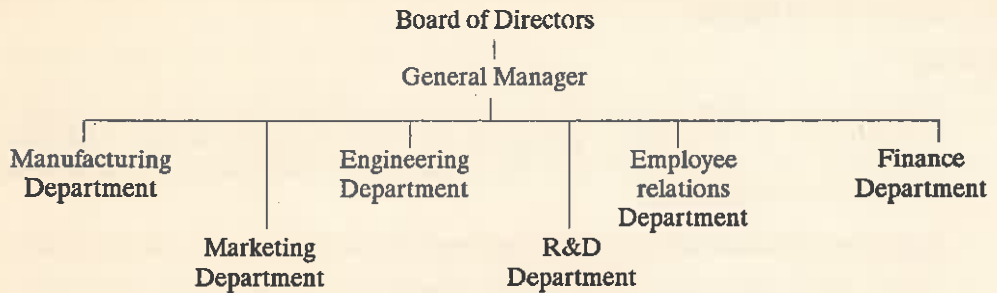 Board of Directors
General Manager
Manufacturing
Department
Marketing
Department
Engineering
Department
R&D
Department
Employee
relations
Department
Finance
Department